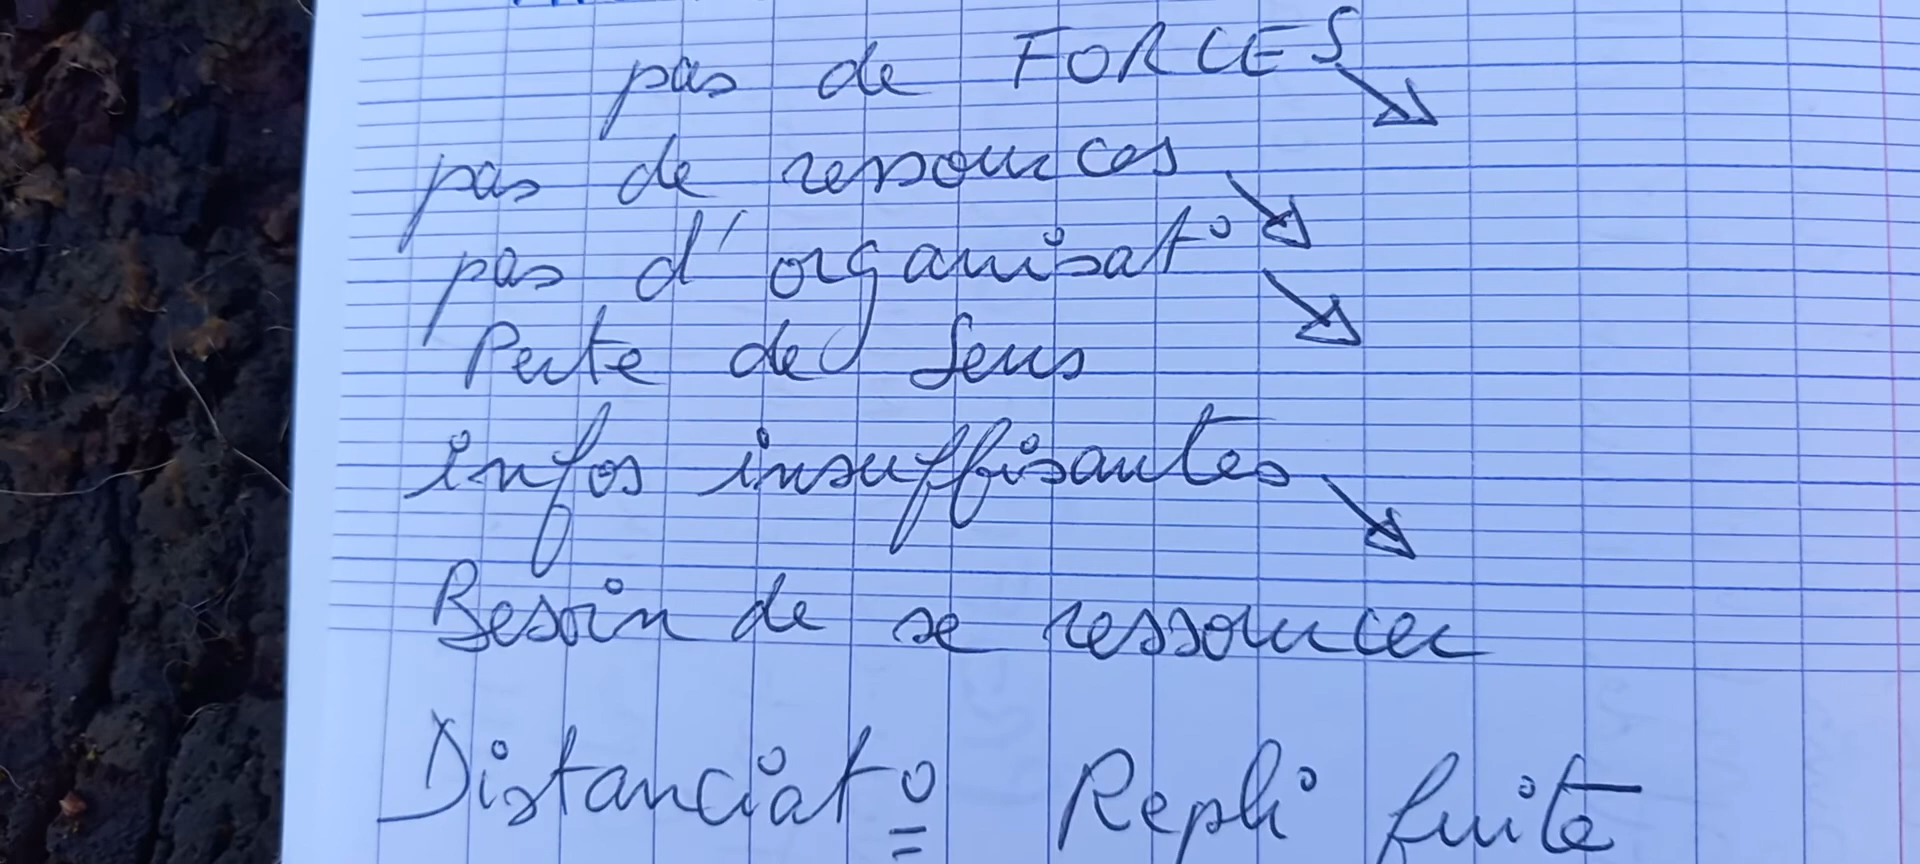 pas de FORCES ↘
pas de ressources ↘
pas d'organisat° ↘
Perte de Sens
infos insuffisantes ↘
Besoin de se ressourcer
Distanciat° Repli fuite